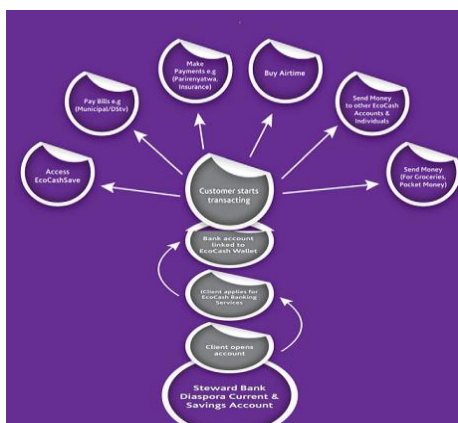 Make
Payments e.g
(Parirenyatwa,
Insurance)
Buy Airtime
Pay Bills e.g
(Municipal/DStv)
Send Money
to other EcoCash
Accounts &
Individuals
Access
EcoCashSave
Send Money
(For Groceries,
Pocket Money)
Customer starts
transacting
Bank account
linked to
EcoCash Wallet
(Client applies for
EcoCash Banking
Services
Client opens
account
Steward Bank
Diaspora Current &
Savings Account